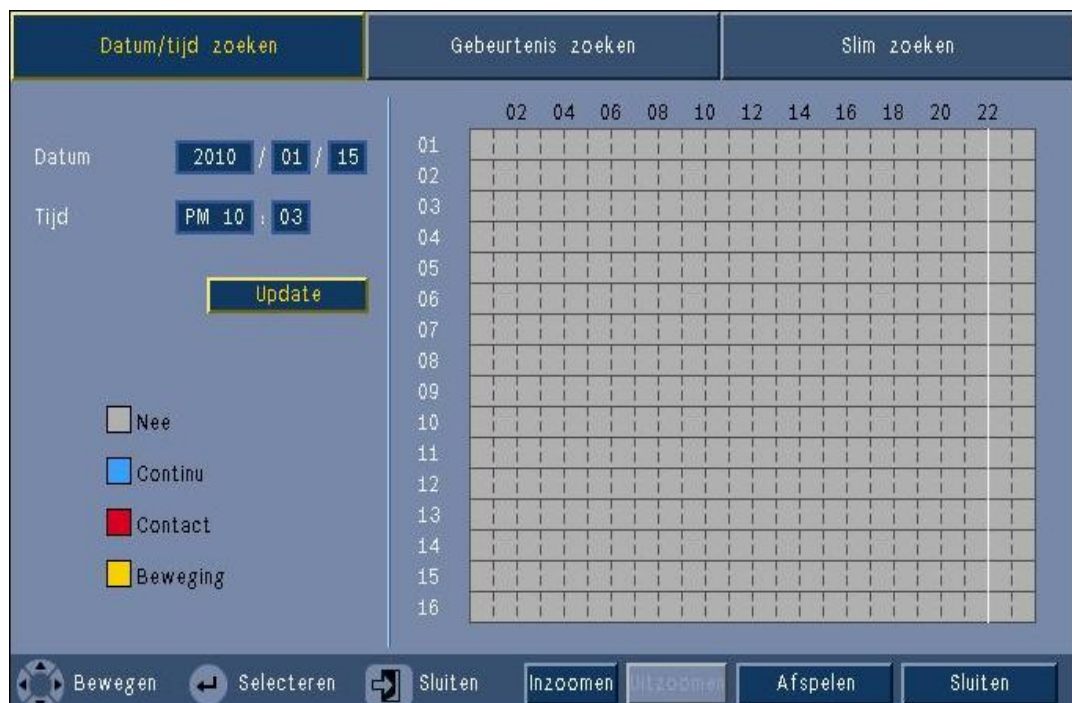 Datum/tijd zoeken Gebeurtenis zoeken Slim zoeken
02 04 06 08 10 12 14 16 18 20 22
Datum 2010 / 01 / 15
Tijd PM 10 : 03
Update
Nee
Continu
Contact
Beweging
01
02
03
04
05
06
07
08
09
10
11
12
13
14
15
16
Bewegen Selecteren Sluiten Inzoomen Uitzoomen Afspelen Sluiten